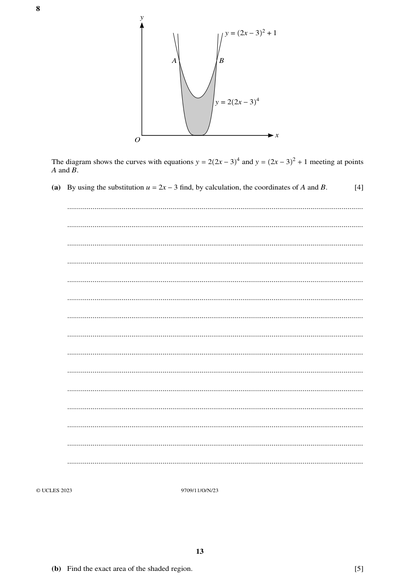 8
y
y = (2x − 3)² + 1
A
B
y = 2(2x − 3)⁴
O
x
The diagram shows the curves with equations y = 2(2x − 3)⁴ and y = (2x − 3)² + 1 meeting at points
A and B.
(a) By using the substitution u = 2x − 3 find, by calculation, the coordinates of A and B. [4]
© UCLES 2023
9709/11/O/N/23
13
(b) Find the exact area of the shaded region. [5]